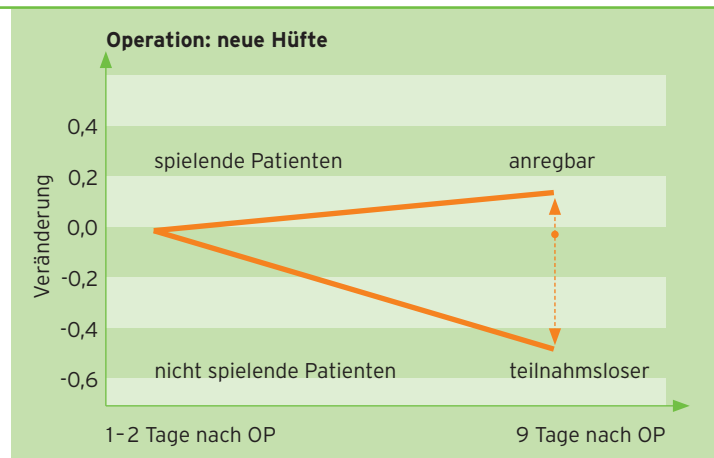 Operation: neue Hüfte
Veränderung
0,4
0,2
0,0
-0,2
-0,4
-0,6
spielende Patienten
anregbar
nicht spielende Patienten
teilnahmsloser
1–2 Tage nach OP
9 Tage nach OP